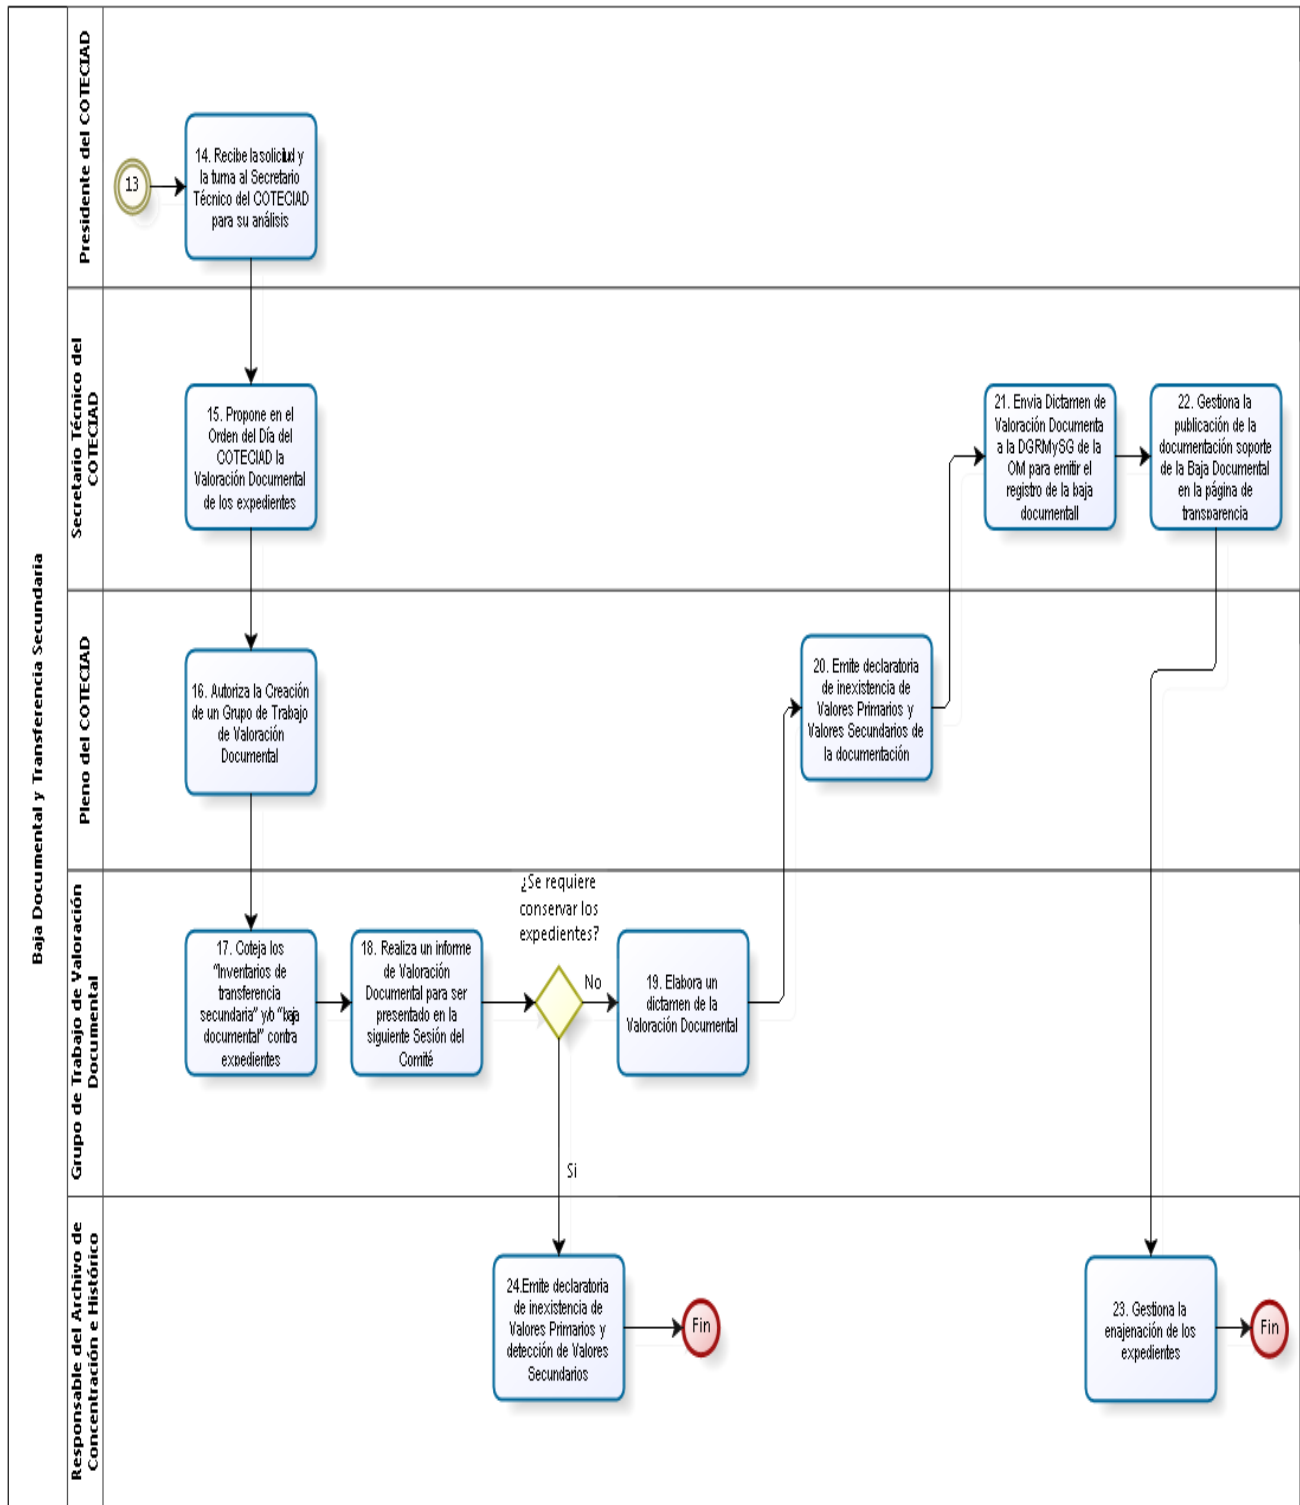 Baja Documental y Transferencia Secundaria
Presidente del COTECIAD
13
14. Recibe la solicitud y
la turna al Secretario
Técnico del COTECIAD
para su análisis
Secretario Técnico del
COTECIAD
15. Propone en el
Orden del Día del
COTECIAD la
Valoración Documental
de los expedientes
21. Envía Dictamen de
Valoración Documenta
a la DGRMySG de la
OM para emitir el
registro de la baja
documentall
22. Gestiona la
publicación de la
documentación soporte
de la Baja Documental
en la página de
transparencia
Pleno del COTECIAD
16. Autoriza la Creación
de un Grupo de Trabajo
de Valoración
Documental
20. Emite declaratoria
de inexistencia de
Valores Primarios y
Valores Secundarios de
la documentación
Grupo de Trabajo de Valoración
Documental
17. Coteja los
"Inventarios de
transferencia
secundaria" y/o "baja
documental" contra
expedientes
18. Realiza un informe
de Valoración
Documental para ser
presentado en la
siguiente Sesión del
Comité
¿Se requiere
conservar los
expedientes?
No
Si
19. Elabora un
dictamen de la
Valoración Documental
Responsable del Archivo de
Concentración e Histórico
24.Emite declaratoria
de inexistencia de
Valores Primarios y
detección de Valores
Secundarios
Fin
23. Gestiona la
enajenación de los
expedientes
Fin